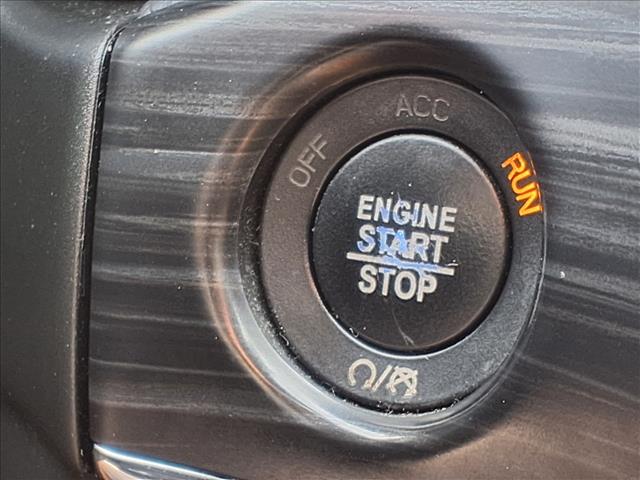 OFF
ACC
RUN
ENGINE
START
STOP